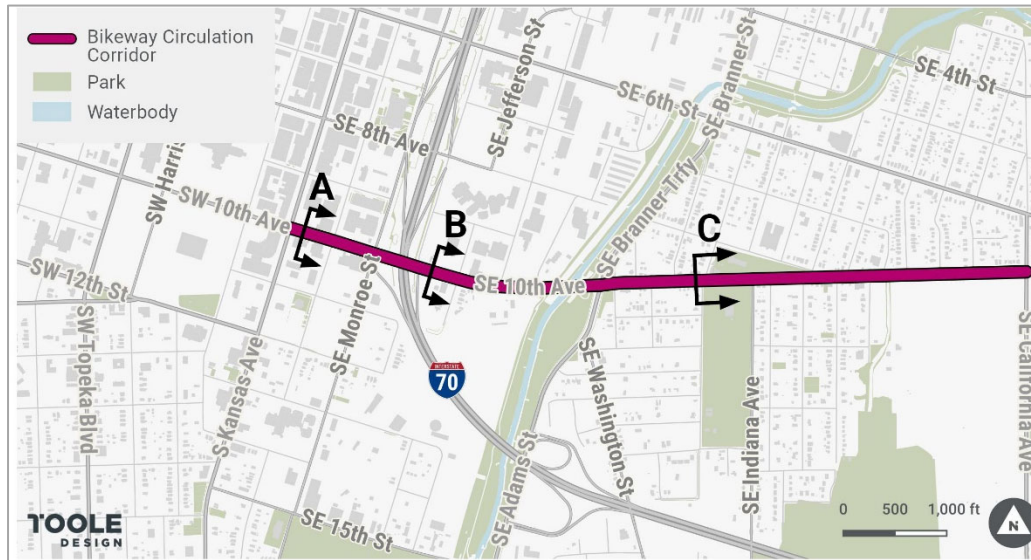 Bikeway Circulation
Corridor
Park
Waterbody
SE Jefferson St
SE Branner St
SE 4th St
SE 6th St
SE 8th Ave
SW Harris
A
SW 10th Ave
B
SE Branner Trfy
C
SE 10th Ave
SW 12th St
SE Monroe St
SW Topeka Blvd
S Kansas Ave
INTERSTATE
70
SE Washington St
SE Indiana Ave
SE California Ave
SE Adams St
SE 15th St
0 500 1,000 ft
N
TOOLE
DESIGN